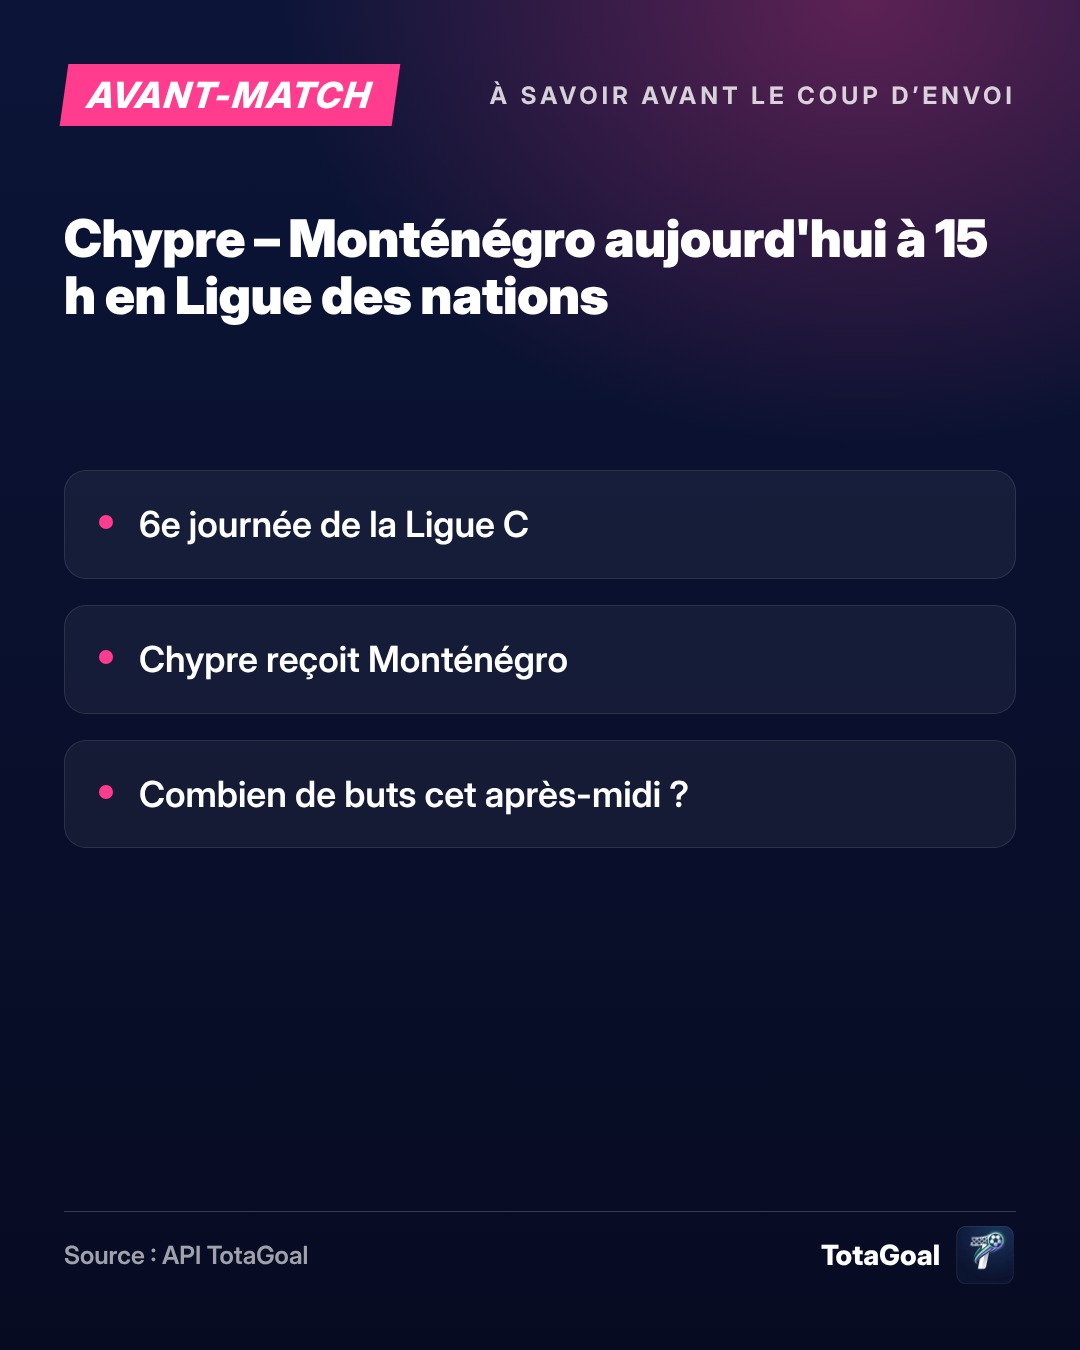 AVANT-MATCH
À SAVOIR AVANT LE COUP D’ENVOI
Chypre – Monténégro aujourd'hui à 15
h en Ligue des nations
6e journée de la Ligue C
Chypre reçoit Monténégro
Combien de buts cet après-midi ?
Source : API TotaGoal
TotaGoal